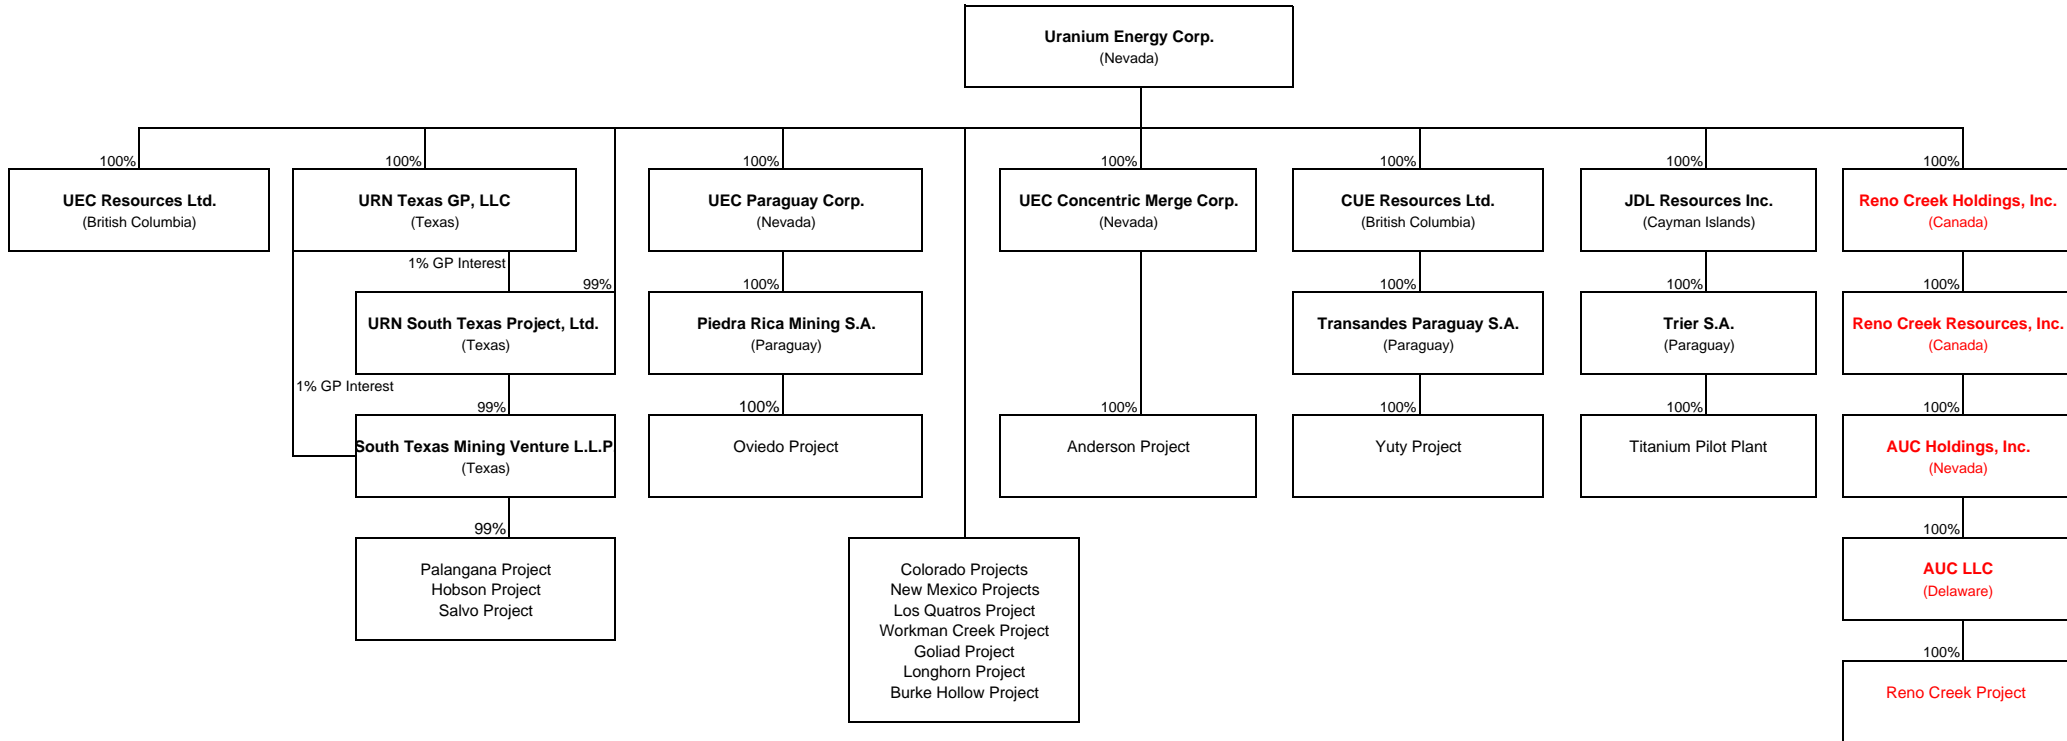 Uranium Energy Corp.
(Nevada)
100%
100%
100%
100%
100%
100%
100%
UEC Resources Ltd.
(British Columbia)
URN Texas GP, LLC
(Texas)
UEC Paraguay Corp.
(Nevada)
UEC Concentric Merge Corp.
(Nevada)
CUE Resources Ltd.
(British Columbia)
JDL Resources Inc.
(Cayman Islands)
Reno Creek Holdings, Inc.
(Canada)
1% GP Interest
99%
100%
100%
100%
100%
URN South Texas Project, Ltd.
(Texas)
Piedra Rica Mining S.A.
(Paraguay)
Transandes Paraguay S.A.
(Paraguay)
Trier S.A.
(Paraguay)
Reno Creek Resources, Inc.
(Canada)
1% GP Interest
99%
100%
100%
100%
100%
100%
South Texas Mining Venture L.L.P
(Texas)
Oviedo Project
Anderson Project
Yuty Project
Titanium Pilot Plant
AUC Holdings, Inc.
(Nevada)
99%
100%
Palangana Project
Hobson Project
Salvo Project
Colorado Projects
New Mexico Projects
Los Quatros Project
Workman Creek Project
Goliad Project
Longhorn Project
Burke Hollow Project
AUC LLC
(Delaware)
100%
Reno Creek Project